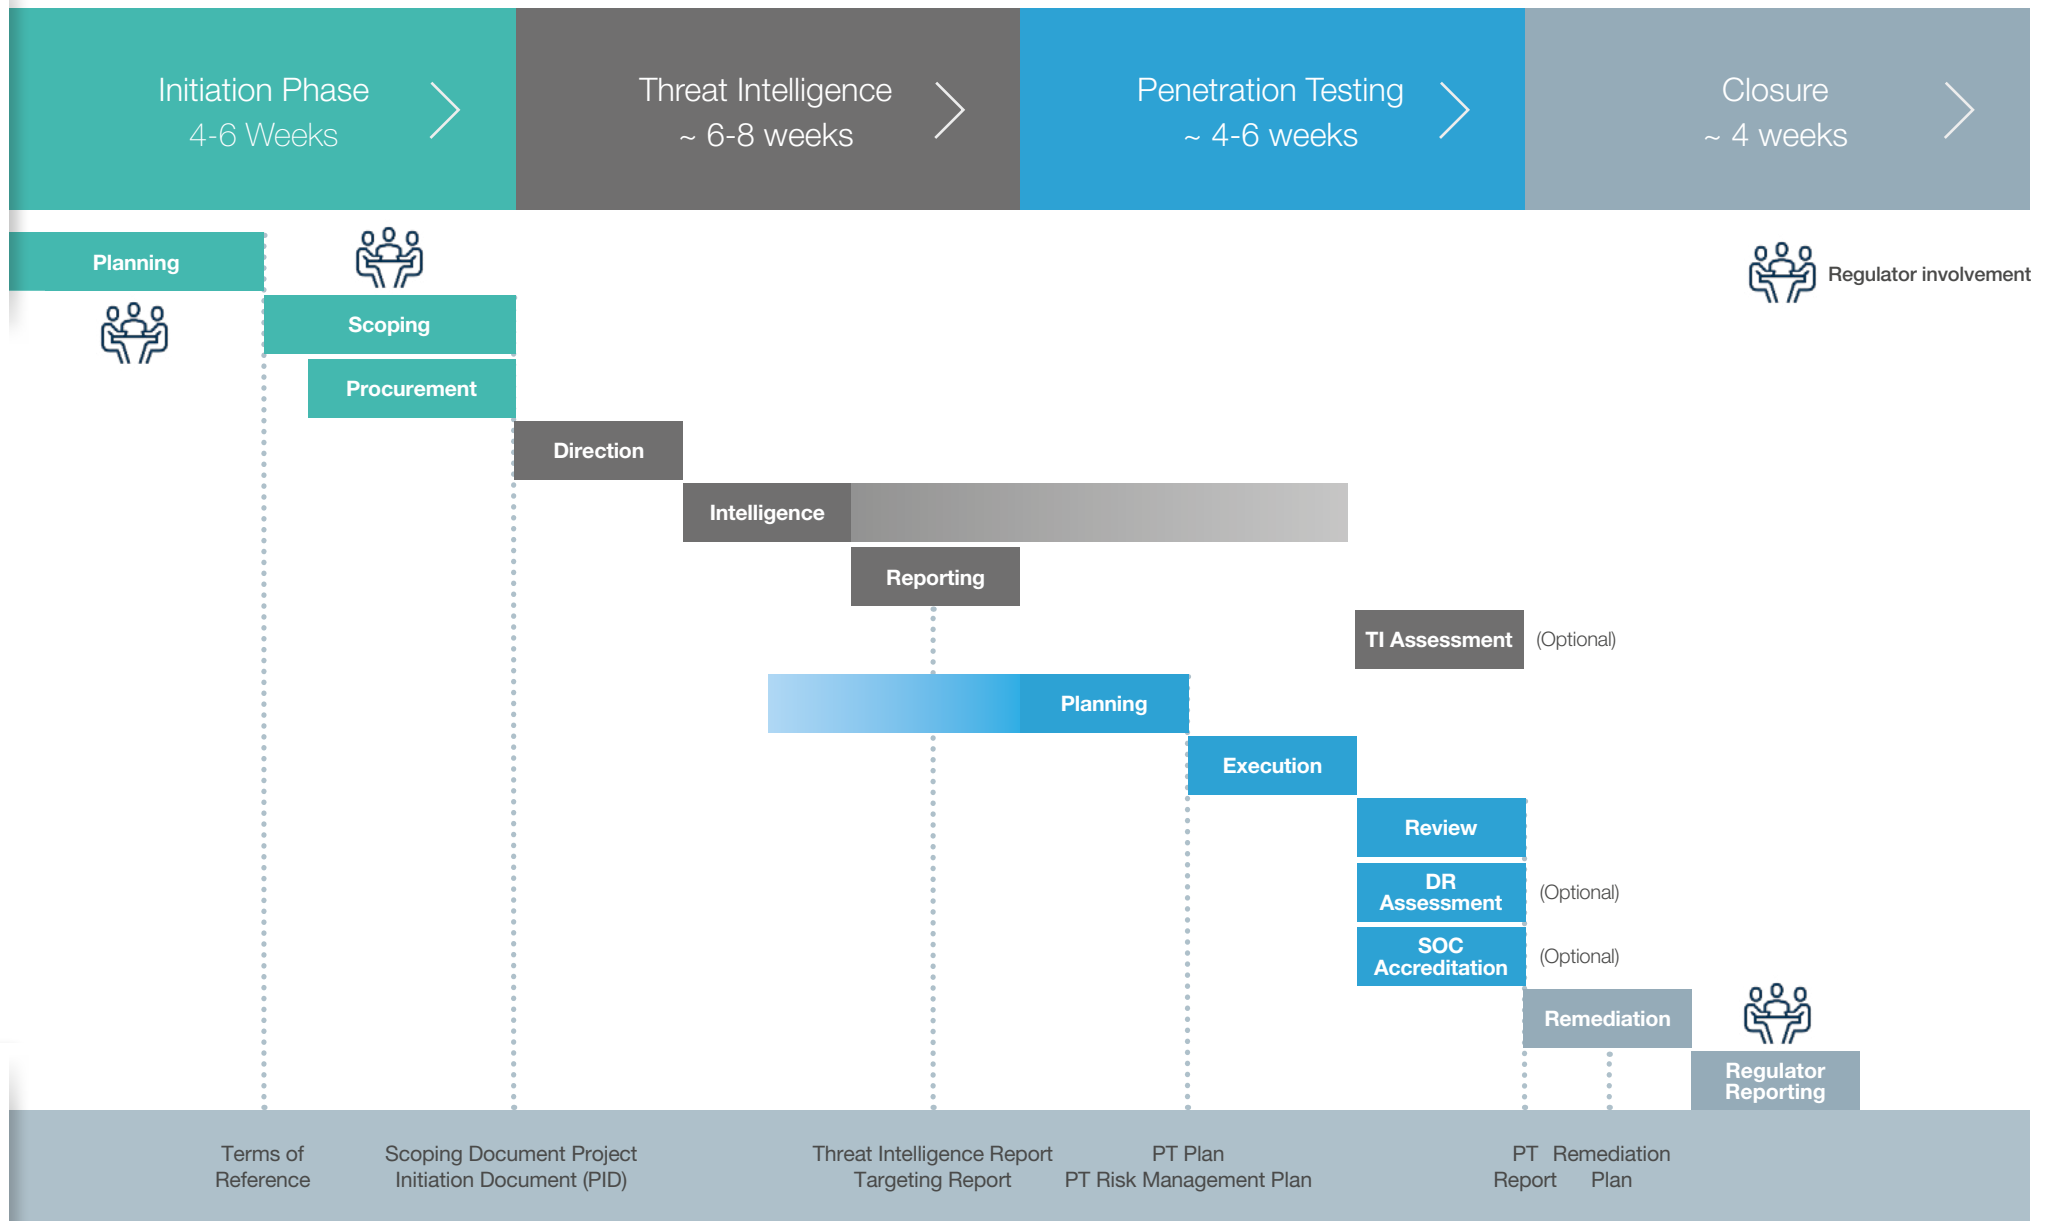 Initiation Phase
4-6 Weeks
Threat Intelligence
~ 6-8 weeks
Penetration Testing
~ 4-6 weeks
Closure
~ 4 weeks
Planning
Regulator involvement
Scoping
Procurement
Direction
Intelligence
Reporting
TI Assessment
(Optional)
Planning
Execution
Review
DR
Assessment
(Optional)
SOC
Accreditation
(Optional)
Remediation
Regulator
Reporting
Terms of
Reference
Scoping Document Project
Initiation Document (PID)
Threat Intelligence Report
Targeting Report
PT Plan
PT Risk Management Plan
PT
Report
Remediation
Plan